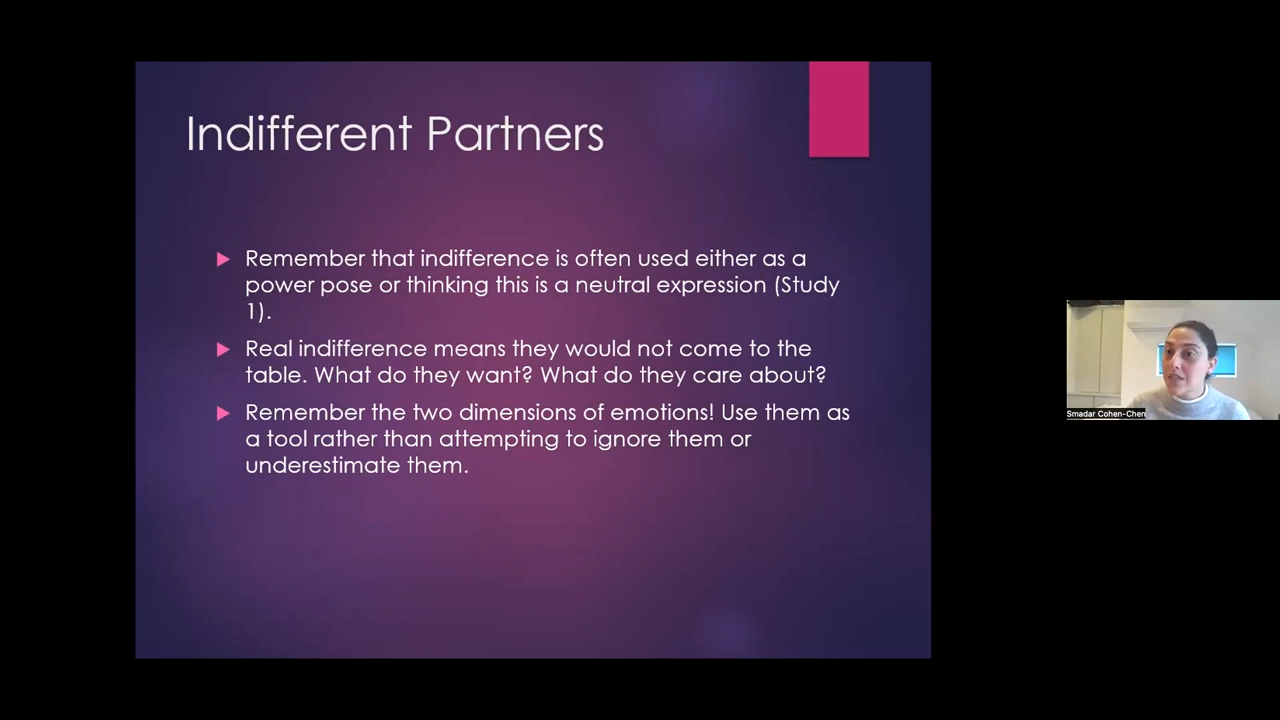 Indifferent Partners
Remember that indifference is often used either as a
power pose or thinking this is a neutral expression (Study
1).
Real indifference means they would not come to the
table. What do they want? What do they care about?
Remember the two dimensions of emotions! Use them as
a tool rather than attempting to ignore them or
underestimate them.
Smadar Cohen-Chen